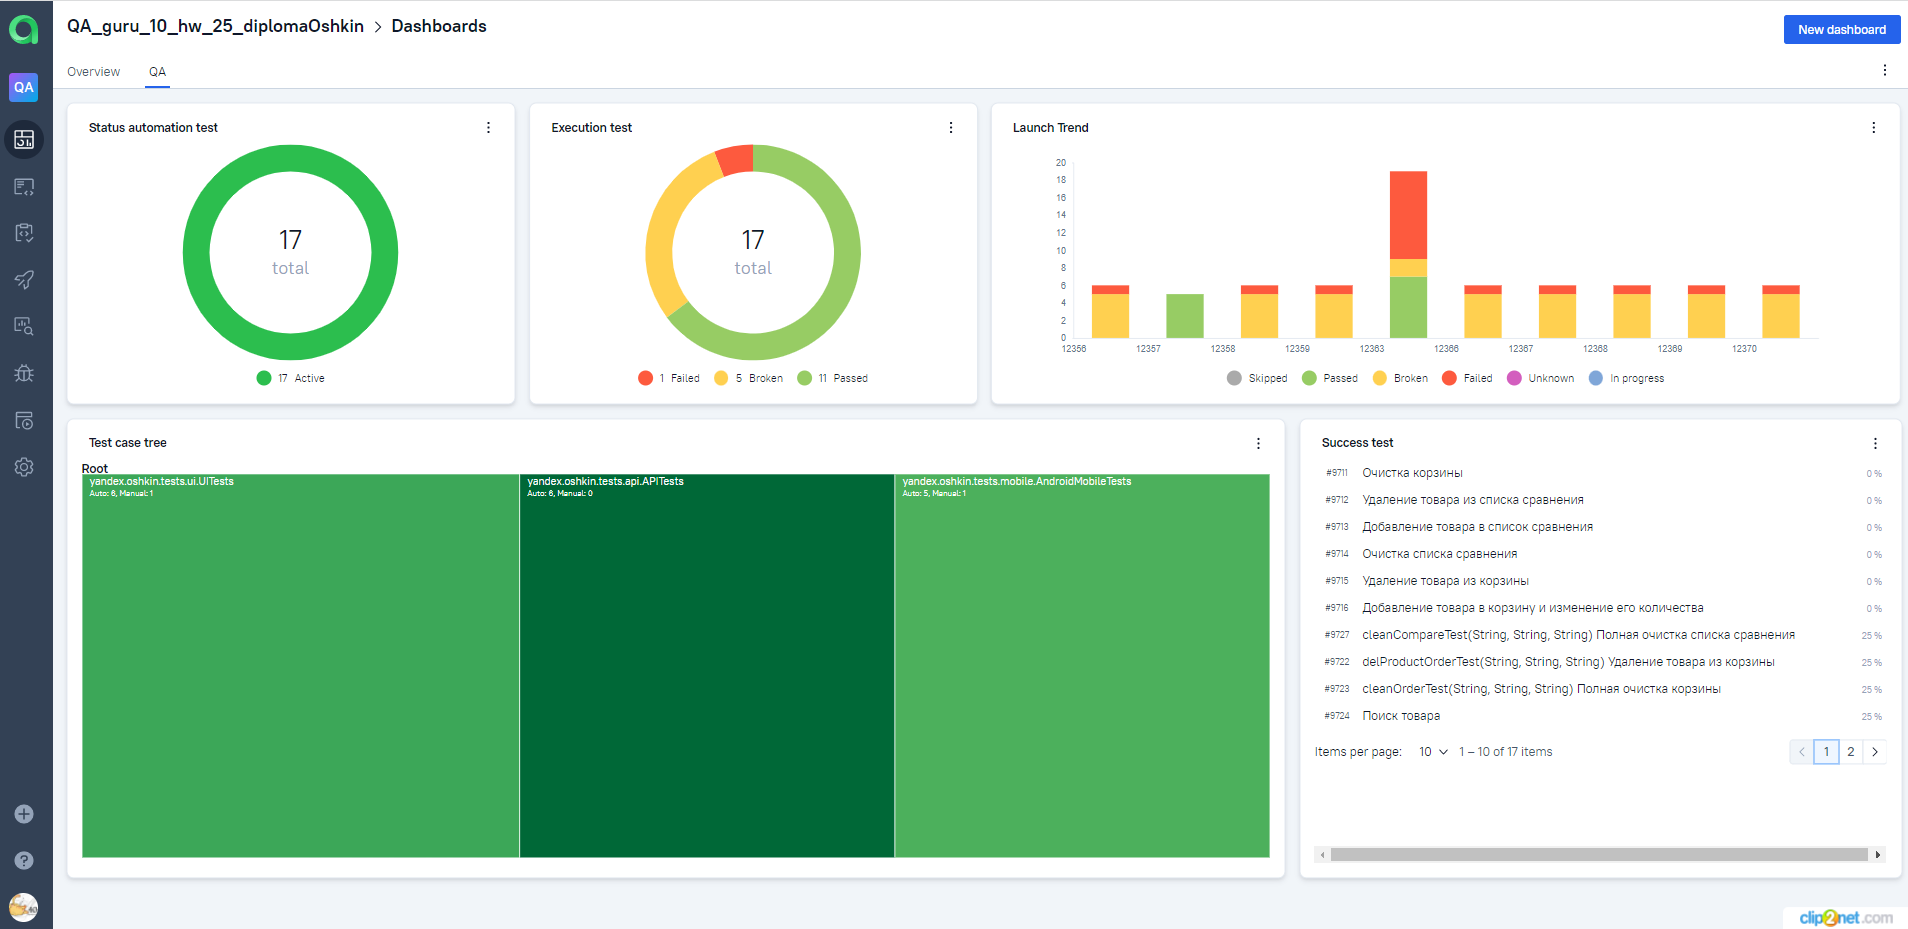 QA_guru_10_hw_25_diplomaOshkin > Dashboards
New dashboard
QA
Overview QA
Status automation test
17
total
17 Active
Execution test
17
total
1 Failed 5 Broken 11 Passed
Launch Trend
20
18
16
14
12
10
8
6
4
2
0
12356 12357 12358 12359 12363 12366 12367 12368 12369 12370
Skipped Passed Broken Failed Unknown In progress
Test case tree
Root
yandex.oshkin.tests.ui.UITests
Auto: 6, Manual: 1
yandex.oshkin.tests.api.APITests
Auto: 6, Manual: 0
yandex.oshkin.tests.mobile.AndroidMobileTests
Auto: 5, Manual: 1
Success test
#9711 Очистка корзины 0 %
#9712 Удаление товара из списка сравнения 0 %
#9713 Добавление товара в список сравнения 0 %
#9714 Очистка списка сравнения 0 %
#9715 Удаление товара из корзины 0 %
#9716 Добавление товара в корзину и изменение его количества 0 %
#9727 cleanCompareTest(String, String, String) Полная очистка списка сравнения 25 %
#9722 delProductOrderTest(String, String, String) Удаление товара из корзины 25 %
#9723 cleanOrderTest(String, String, String) Полная очистка корзины 25 %
#9724 Поиск товара 25 %
Items per page: 10 1 – 10 of 17 items < 1 2 >
clip2net.com